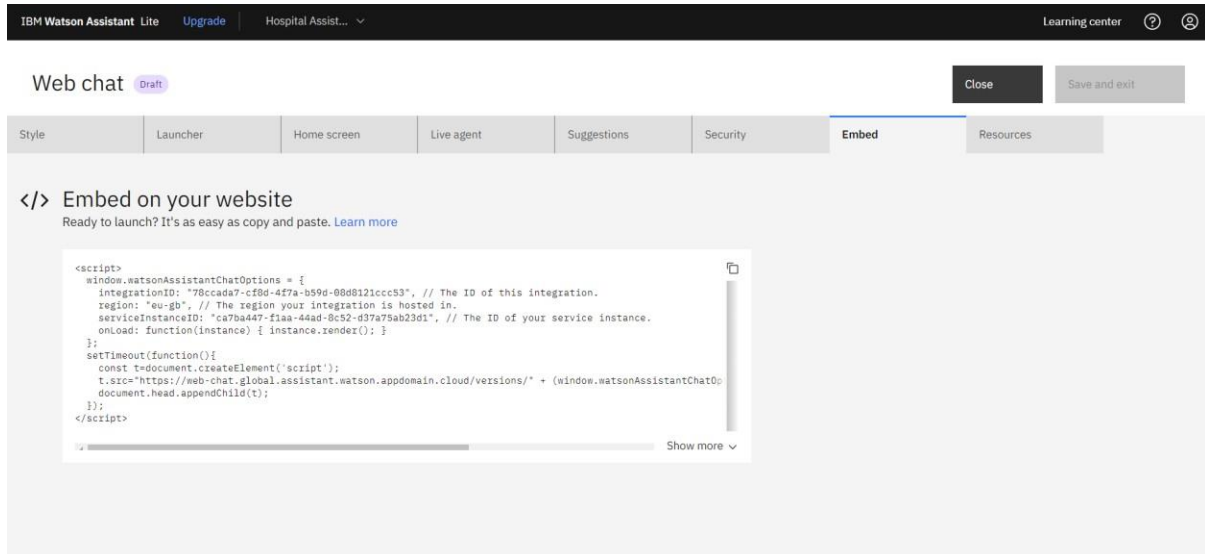 IBM Watson Assistant Lite Upgrade Hospital Assist... Learning center
Web chat Draft Close Save and exit
Style Launcher Home screen Live agent Suggestions Security Embed Resources
</> Embed on your website
Ready to launch? It's as easy as copy and paste. Learn more
<script>
window.watsonAssistantChatOptions = {
integrationID: "78ccada7-cf8d-4f7a-b59d-08d8121ccc53", // The ID of this integration.
region: "eu-gb", // The region your integration is hosted in.
serviceInstanceID: "ca7ba447-f1aa-44ad-8c52-d37a75ab23d1", // The ID of your service instance.
onLoad: function(instance) { instance.render(); }
};
setTimeout(function(){
const t=document.createElement('script');
t.src="https://web-chat.global.assistant.watson.appdomain.cloud/versions/" + (window.watsonAssistantChatOp
document.head.appendChild(t);
});
</script>
Show more